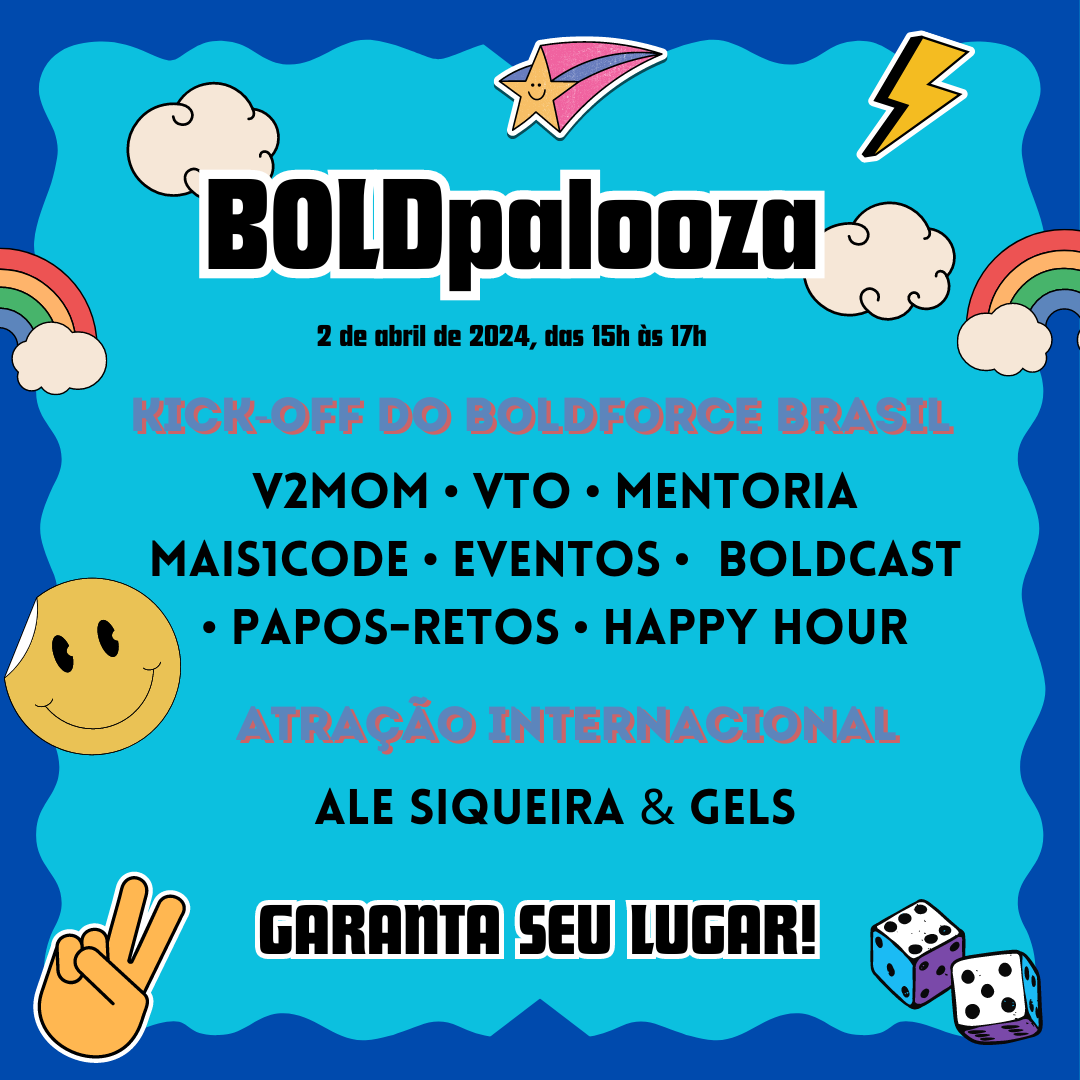 BOLDpalooza
2 de abril de 2024, das 15h às 17h
KICK-OFF DO BOLDFORCE BRASIL
V2MOM • VTO • MENTORIA
MAIS1CODE • EVENTOS • BOLDCAST
• PAPOS-RETOS • HAPPY HOUR
ATRAÇÃO INTERNACIONAL
ALE SIQUEIRA & GELS
GARANTA SEU LUGAR!